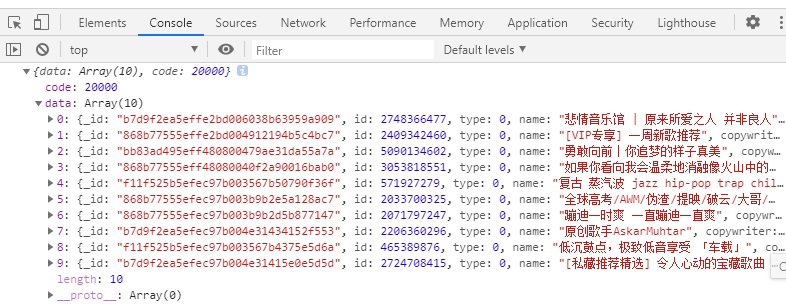 Elements Console Sources Network Performance Memory Application Security Lighthouse
top Filter Default levels
{data: Array(10), code: 20000}
code: 20000
data: Array(10)
0: {_id: "b7d9f2ea5effe2bd006038b63959a909", id: 2748366477, type: 0, name: "悲情音乐馆 | 原来所爱之人 并非良人"…
1: {_id: "868b77555effe2bd004912194b5c4bc7", id: 2409342460, type: 0, name: "[VIP专享] 一周新歌推荐", copywrit…
2: {_id: "bb83ad495eff480800479ae31da55a7a", id: 5090134602, type: 0, name: "勇敢向前丨你追梦的样子真美", copyw…
3: {_id: "868b77555eff48080040f2a90016bab0", id: 3053818551, type: 0, name: "如果你看向我会温柔地消融像火山中的…
4: {_id: "f11f525b5efec97b003567b50790f36f", id: 571927279, type: 0, name: "复古 蒸汽波 jazz hip-pop trap chil…
5: {_id: "868b77555efec97b003b9b2e5a128ac7", id: 2033700325, type: 0, name: "全球高考/AWM/伪渣/提映/破云/大哥/…
6: {_id: "868b77555efec97b003b9b2d5b877147", id: 2071797247, type: 0, name: "蹦迪一时爽 一直蹦迪一直爽", copywr…
7: {_id: "b7d9f2ea5efec97b004e31434152f553", id: 2206360296, type: 0, name: "原创歌手AskarMuhtar", copywriter:…
8: {_id: "f11f525b5efec97b003567b4375e5d6a", id: 465389876, type: 0, name: "低沉鼓点，极致低音享受 「车载」", co…
9: {_id: "b7d9f2ea5efec97b004e31415e0e5d5d", id: 2724708415, type: 0, name: "[私藏推荐精选] 令人心动的宝藏歌曲
length: 10
__proto__: Array(0)